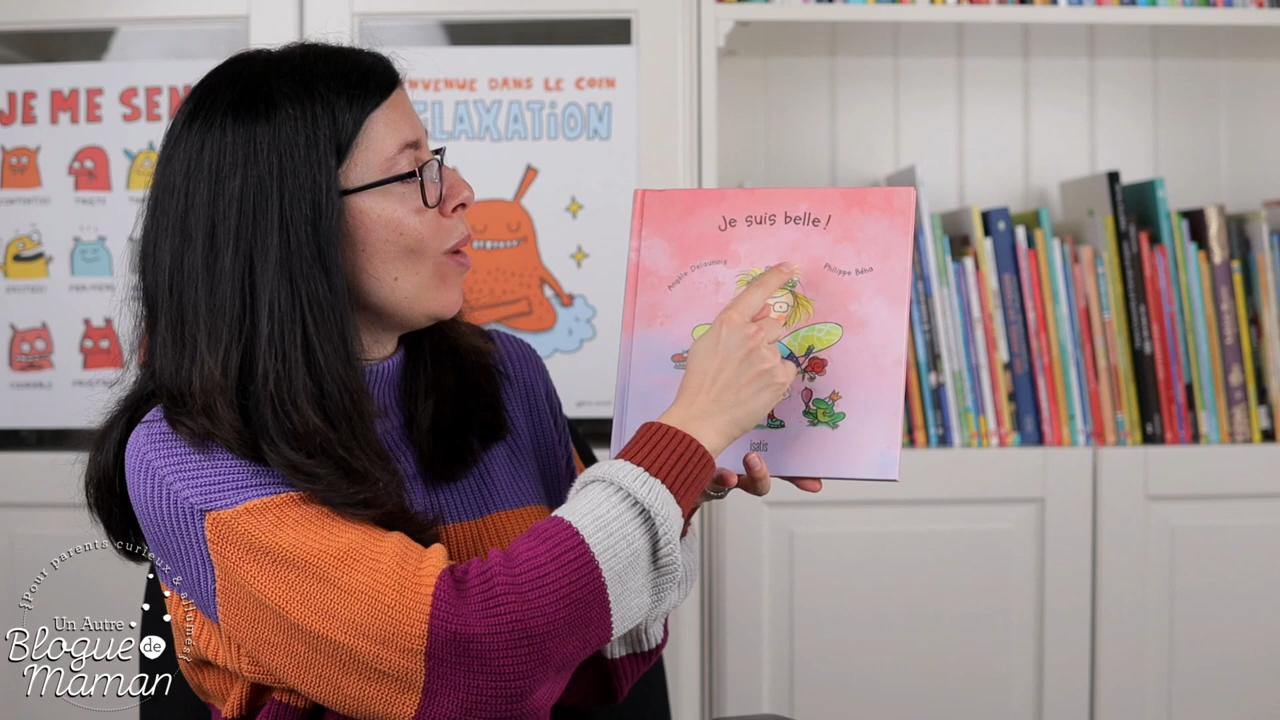 JE ME SEN
NVENUE DANS LE COIN
ELAXATiON
TRISTE
Je suis belle!
Angèle Delaunois
Philippe Béha
isatis
{Pour parents curieux & allumés}
Un Autre
Blogue de
Maman